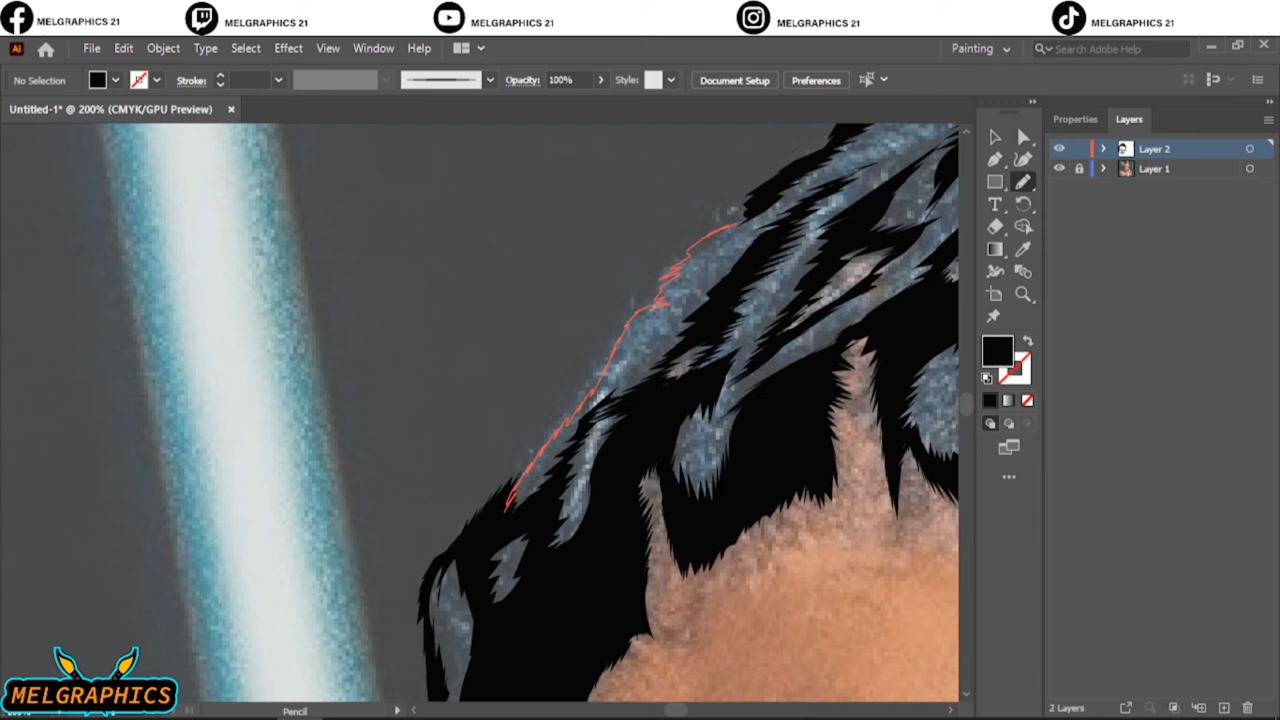 MELGRAPHICS 21
MELGRAPHICS 21
MELGRAPHICS 21
MELGRAPHICS 21
MELGRAPHICS 21
Ai
File Edit Object Type Select Effect View Window Help
Painting
Search Adobe Help
No Selection
Stroke:
Opacity: 100%
Style:
Document Setup
Preferences
Untitled-1* @ 200% (CMYK/GPU Preview)
Properties
Layers
Layer 2
Layer 1
MELGRAPHICS
Pencil
2 Layers